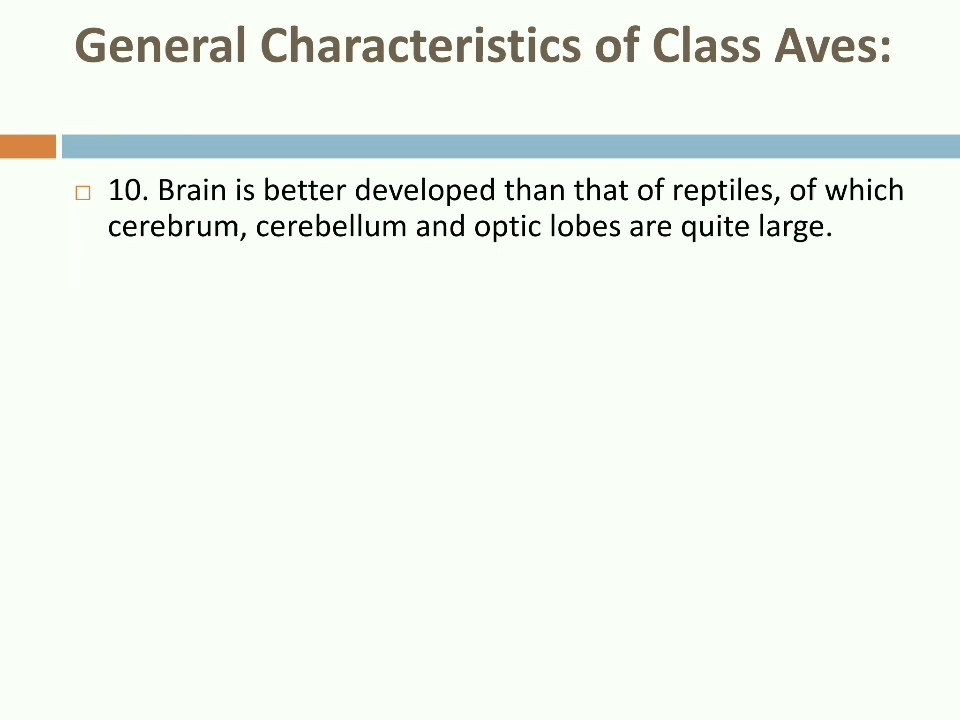 General Characteristics of Class Aves:
10. Brain is better developed than that of reptiles, of which
cerebrum, cerebellum and optic lobes are quite large.